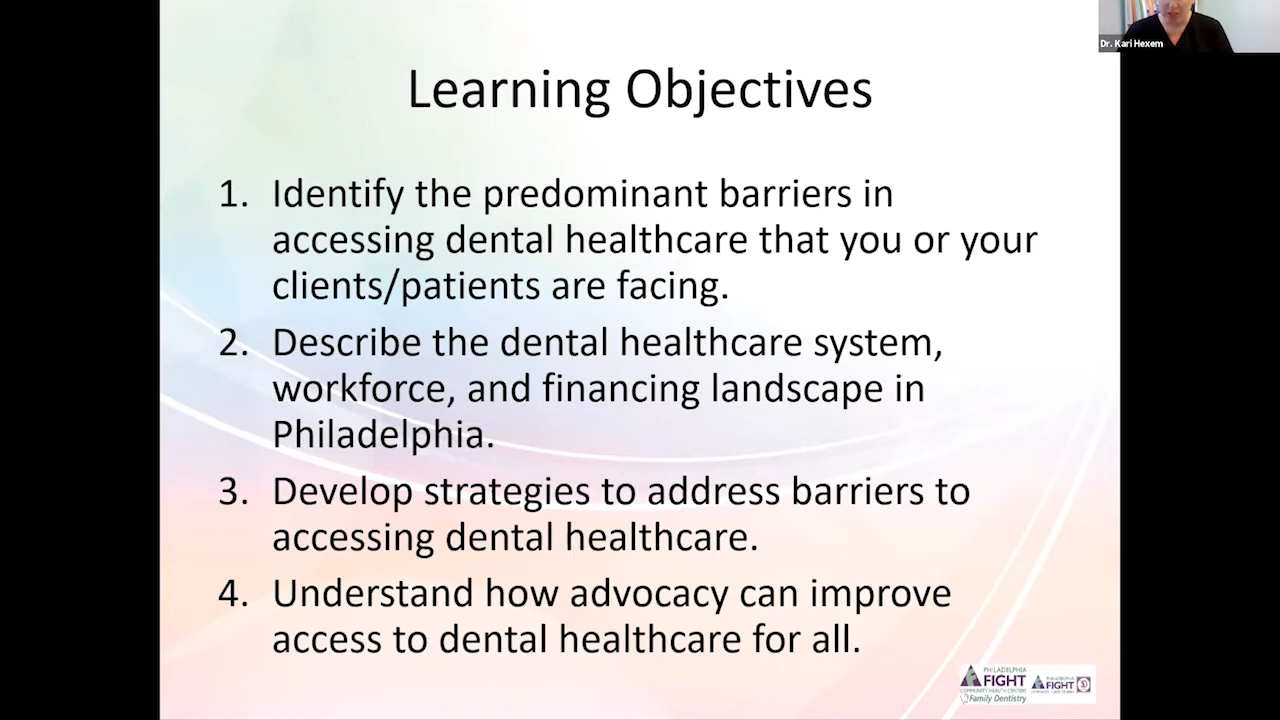 Dr. Kari Hexem
Learning Objectives
1. Identify the predominant barriers in
accessing dental healthcare that you or your
clients/patients are facing.
2. Describe the dental healthcare system,
workforce, and financing landscape in
Philadelphia.
3. Develop strategies to address barriers to
accessing dental healthcare.
4. Understand how advocacy can improve
access to dental healthcare for all.
PHILADELPHIA
FIGHT
COMMUNITY HEALTH CENTERS
Family Dentistry
PHILADELPHIA
FIGHT